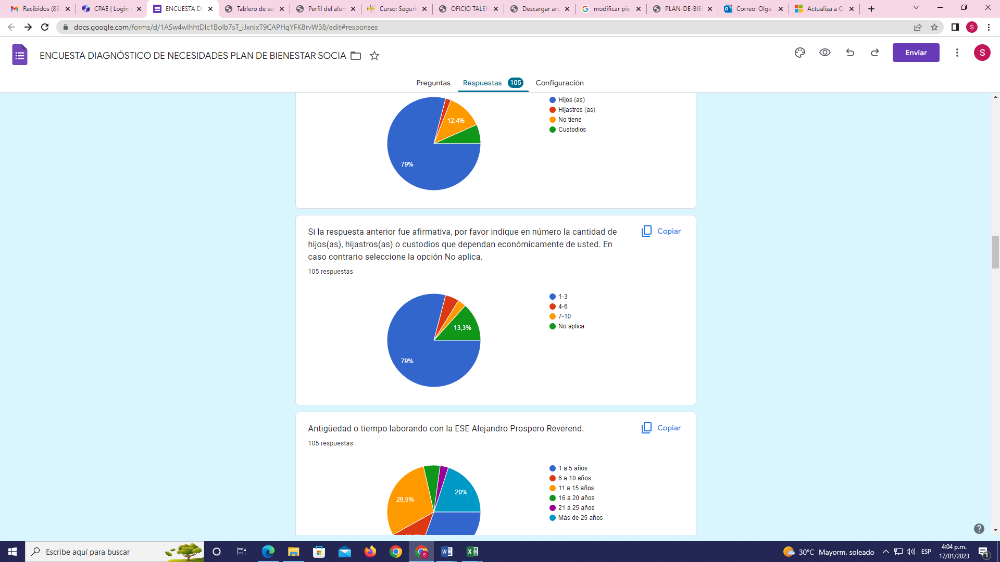 Recibidos (83
CPAE | Login
ENCUESTA DI
Tablero de se
Perfil del alum
Curso: Seguri
OFICIO TALEN
Descargar arc
modificar pie
PLAN-DE-BIEN
Correo: Olga
Actualiza a O
docs.google.com/forms/d/1ASw4wlhhtDlc1Bolb7sT_iJxnlxT9CAPHgYFK8rvW38/edit#responses
S
ENCUESTA DIAGNÓSTICO DE NECESIDADES PLAN DE BIENESTAR SOCIA
Enviar
S
Preguntas
Respuestas 105
Configuración
Hijos (as)
Hijastros (as)
No tiene
Custodios
12,4%
79%
Si la respuesta anterior fue afirmativa, por favor indique en número la cantidad de
hijos(as), hijastros(as) o custodios que dependan económicamente de usted. En
caso contrario seleccione la opción No aplica.
Copiar
105 respuestas
1-3
4-6
7-10
No aplica
13,3%
79%
Antigüedad o tiempo laborando con la ESE Alejandro Prospero Reverend.
Copiar
105 respuestas
1 a 5 años
6 a 10 años
11 a 15 años
16 a 20 años
21 a 25 años
Más de 25 años
20%
29,5%
Escribe aquí para buscar
30°C Mayorm. soleado
ESP
4:04 p.m.
17/01/2023
1